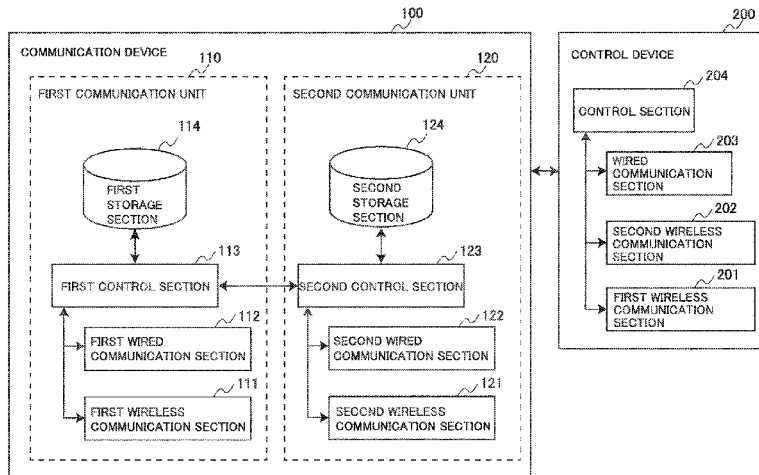 100
COMMUNICATION DEVICE
110
FIRST COMMUNICATION UNIT
114
FIRST
STORAGE
SECTION
113
FIRST CONTROL SECTION
112
FIRST WIRED
COMMUNICATION SECTION
111
FIRST WIRELESS
COMMUNICATION SECTION
120
SECOND COMMUNICATION UNIT
124
SECOND
STORAGE
SECTION
123
SECOND CONTROL SECTION
122
SECOND WIRED
COMMUNICATION SECTION
121
SECOND WIRELESS
COMMUNICATION SECTION
200
CONTROL DEVICE
204
CONTROL SECTION
203
WIRED
COMMUNICATION
SECTION
202
SECOND WIRELESS
COMMUNICATION
SECTION
201
FIRST WIRELESS
COMMUNICATION
SECTION